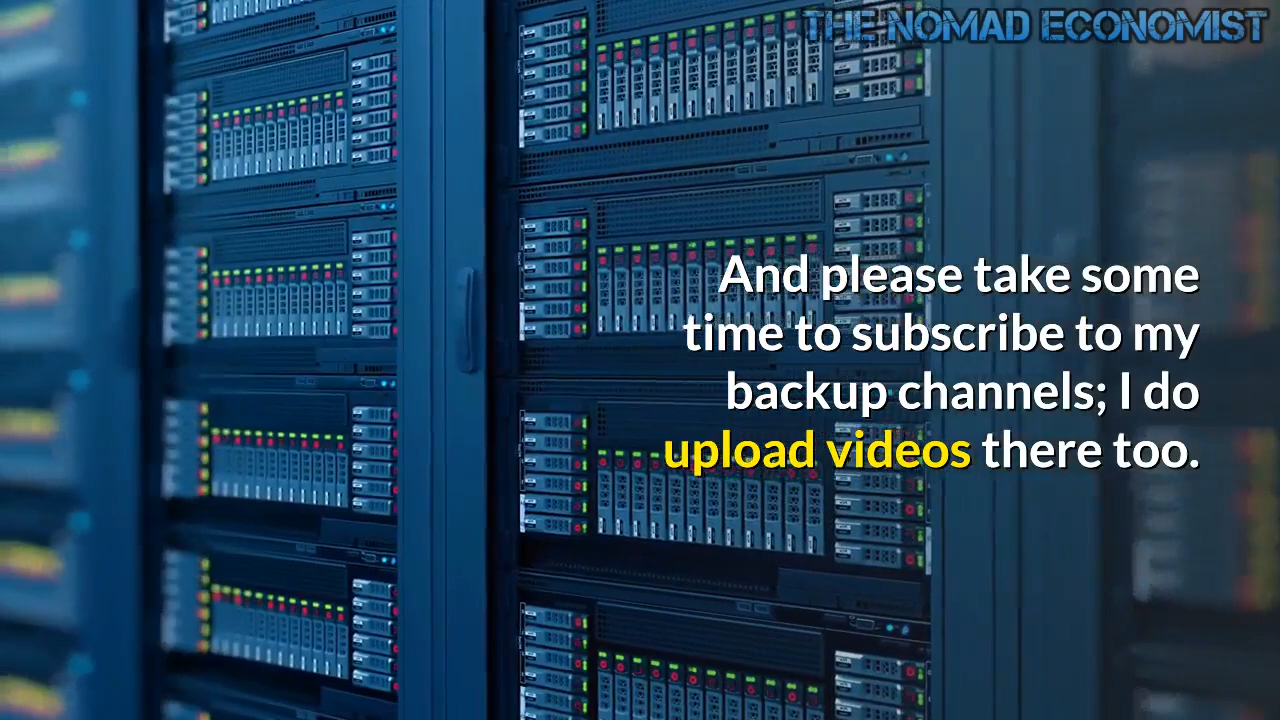 THE NOMAD ECONOMIST
And please take some
time to subscribe to my
backup channels; I do
upload videos there too.